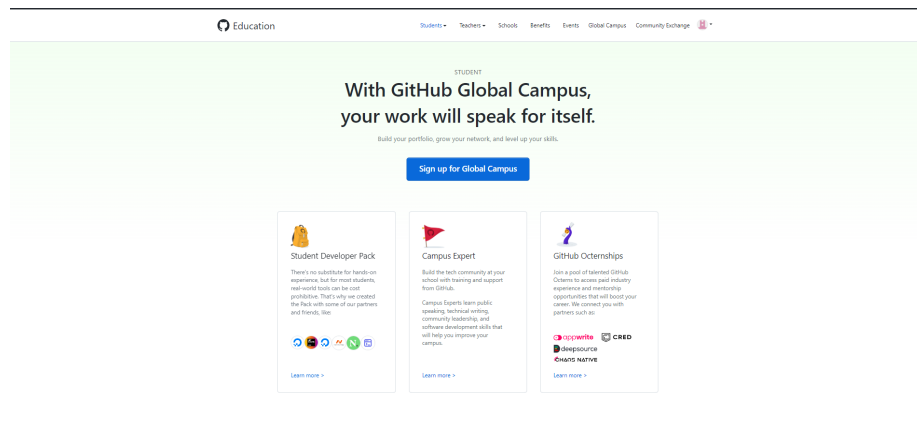 Education
Students Teachers Schools Benefits Events Global Campus Community Exchange
STUDENT
With GitHub Global Campus,
your work will speak for itself.
Build your portfolio, grow your network, and level up your skills.
Sign up for Global Campus
Student Developer Pack
There's no substitute for hands-on
experience, but for most students,
real-world tools can be cost
prohibitive. That's why we created
the Pack with some of our partners
and friends, like:
N
Learn more >
Campus Expert
Build the tech community at your
school with training and support
from GitHub.
Campus Experts learn public
speaking, technical writing,
community leadership, and
software development skills that
will help you improve your
campus.
Learn more >
GitHub Octernships
Join a pool of talented GitHub
Octerns to access paid industry
experience and mentorship
opportunities that will boost your
career. We connect you with
partners such as:
appwrite CRED
deepsource
CHAOS NATIVE
Learn more >